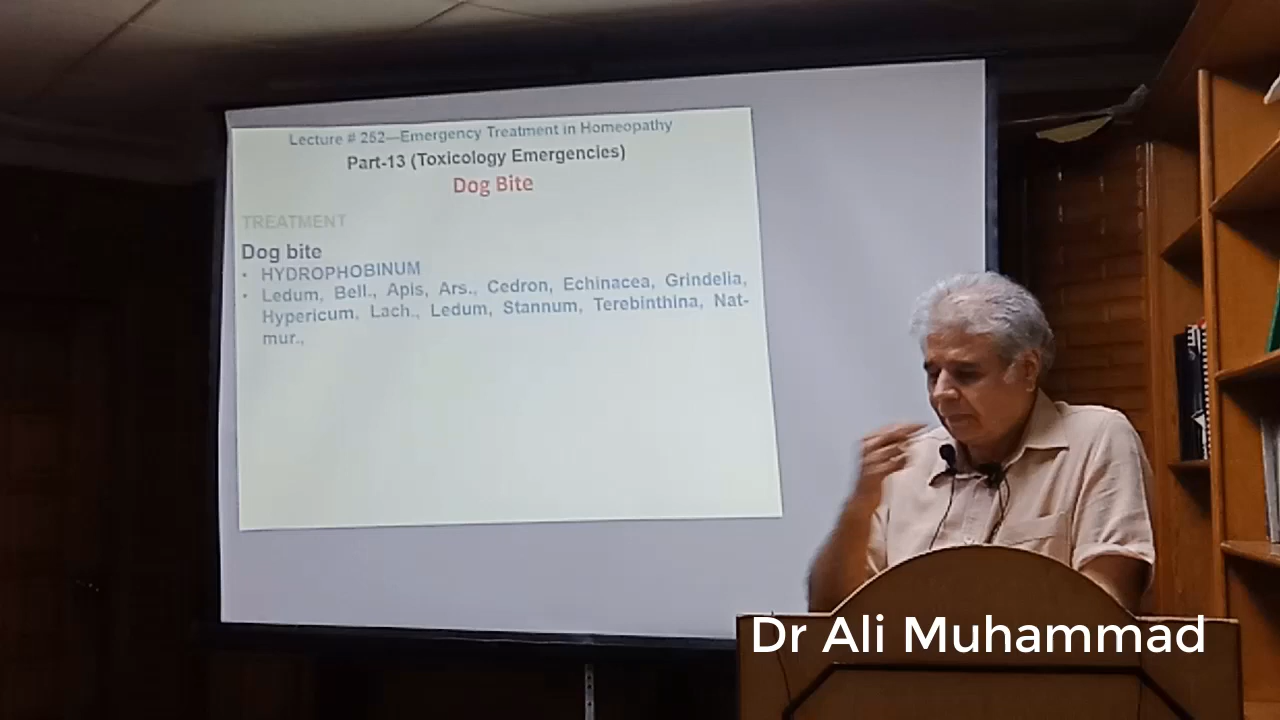 Lecture # 252—Emergency Treatment in Homeopathy
Part-13 (Toxicology Emergencies)
Dog Bite
TREATMENT
Dog bite
• HYDROPHOBINUM
• Ledum, Bell., Apis, Ars., Cedron, Echinacea, Grindelia,
Hypericum, Lach., Ledum, Stannum, Terebinthina, Nat-
mur.,
Dr Ali Muhammad